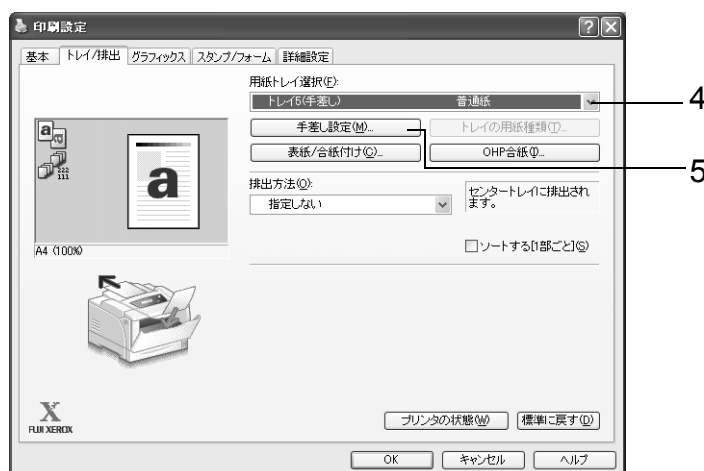 印刷設定
基本 トレイ/排出 グラフィックス スタンプ/フォーム 詳細設定
用紙トレイ選択(F):
トレイ5(手差し) 普通紙
4
手差し設定(M)... トレイの用紙種類(T)...
表紙/合紙付け(C)... OHP合紙(I)...
5
排出方法(O):
指定しない
センタートレイに排出され
ます。
ソートする[1部ごと](S)
a
a
222
111
a
A4 (100%)
X
FUJI XEROX
プリンタの状態(W) 標準に戻す(D)
OK キャンセル ヘルプ